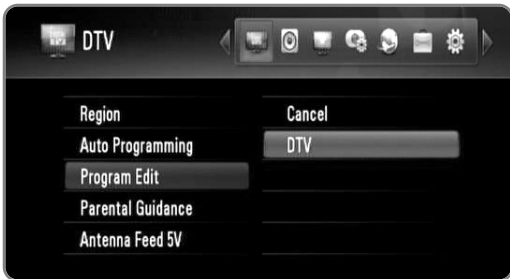 DTV
Region
Auto Programming
Program Edit
Parental Guidance
Antenna Feed 5V
Cancel
DTV